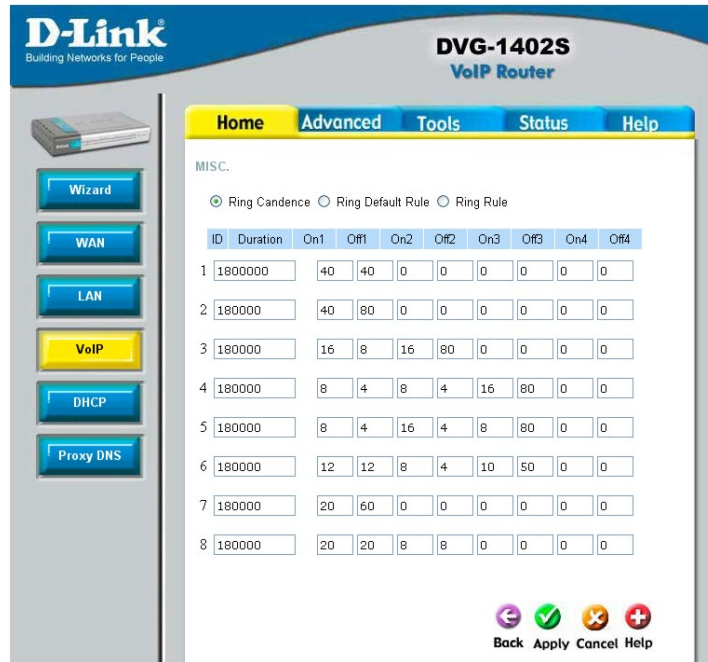 D-Link
Building Networks for People
DVG-1402S
VoIP Router
Home Advanced Tools Status Help
Wizard
WAN
LAN
VoIP
DHCP
Proxy DNS
MISC.
Ring Candence Ring Default Rule Ring Rule
ID Duration On1 Off1 On2 Off2 On3 Off3 On4 Off4
1 1800000 40 40 0 0 0 0 0 0
2 180000 40 80 0 0 0 0 0 0
3 180000 16 8 16 80 0 0 0 0
4 180000 8 4 8 4 16 80 0 0
5 180000 8 4 16 4 8 80 0 0
6 180000 12 12 8 4 10 50 0 0
7 180000 20 60 0 0 0 0 0 0
8 180000 20 20 8 8 0 0 0 0
Back Apply Cancel Help